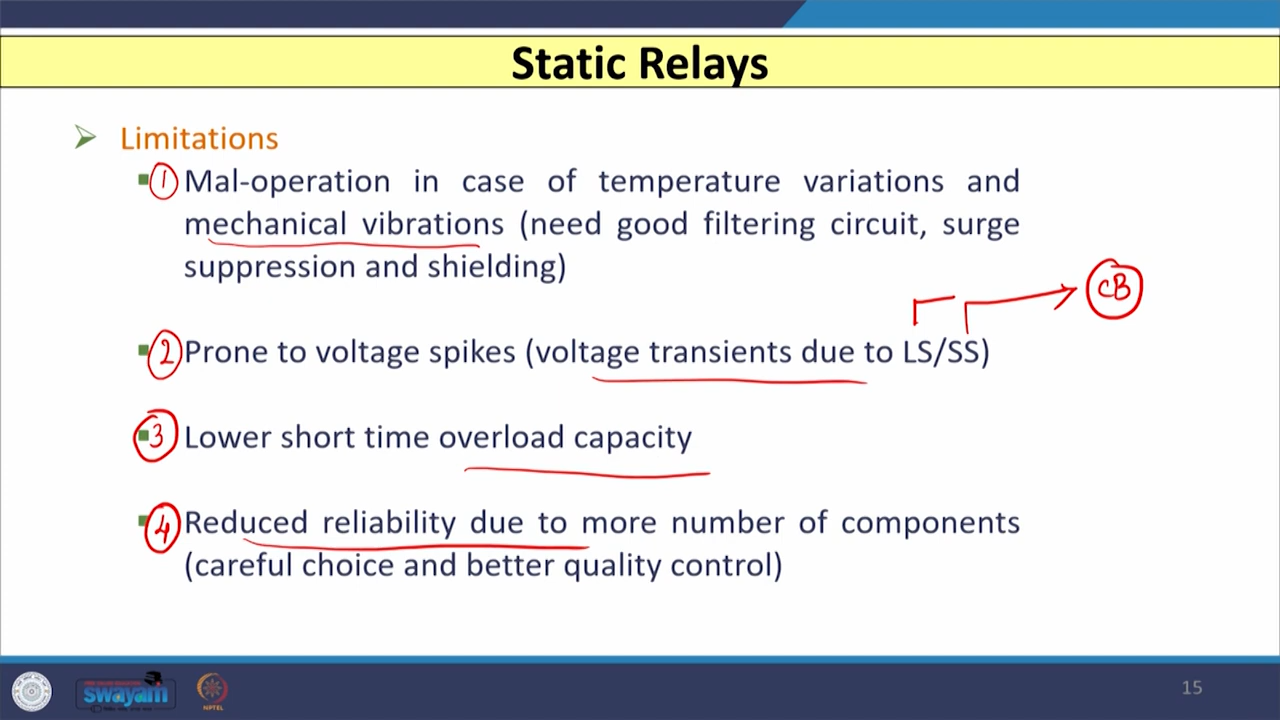 Static Relays
Limitations
① Mal-operation in case of temperature variations and
mechanical vibrations (need good filtering circuit, surge
suppression and shielding)
CB
② Prone to voltage spikes (voltage transients due to LS/SS)
③ Lower short time overload capacity
④ Reduced reliability due to more number of components
(careful choice and better quality control)
swayam
NPTEL
15